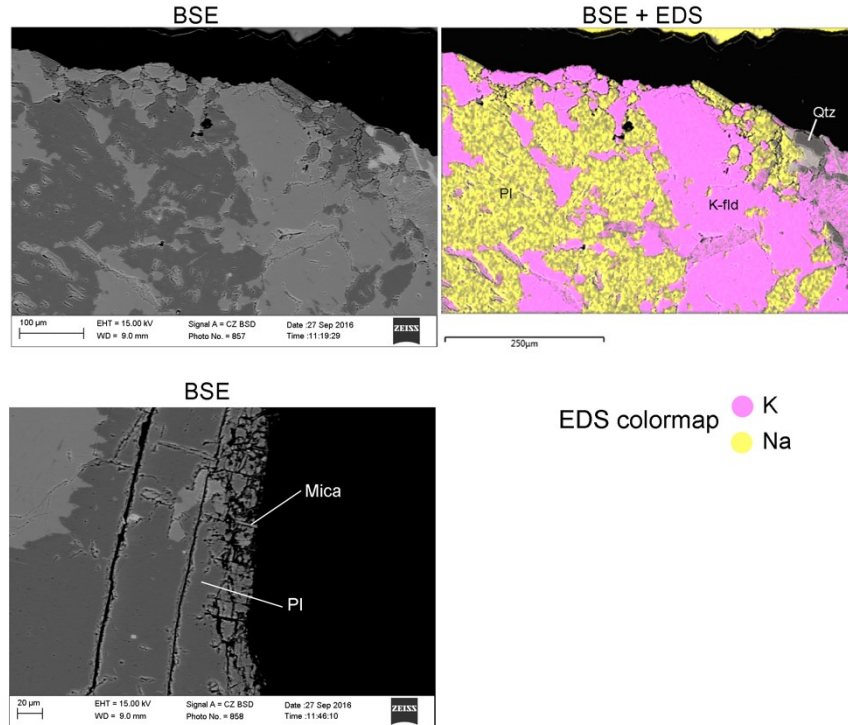 BSE
BSE + EDS
Qtz
Pl
K-fld
100 µm
EHT = 15.00 kV
Signal A = CZ BSD
Date :27 Sep 2016
WD = 9.0 mm
Photo No. = 857
Time :11:19:29
ZEISS
250µm
BSE
EDS colormap
K
Na
Mica
Pl
20 µm
EHT = 15.00 kV
Signal A = CZ BSD
Date :27 Sep 2016
WD = 9.0 mm
Photo No. = 858
Time :11:46:10
ZEISS